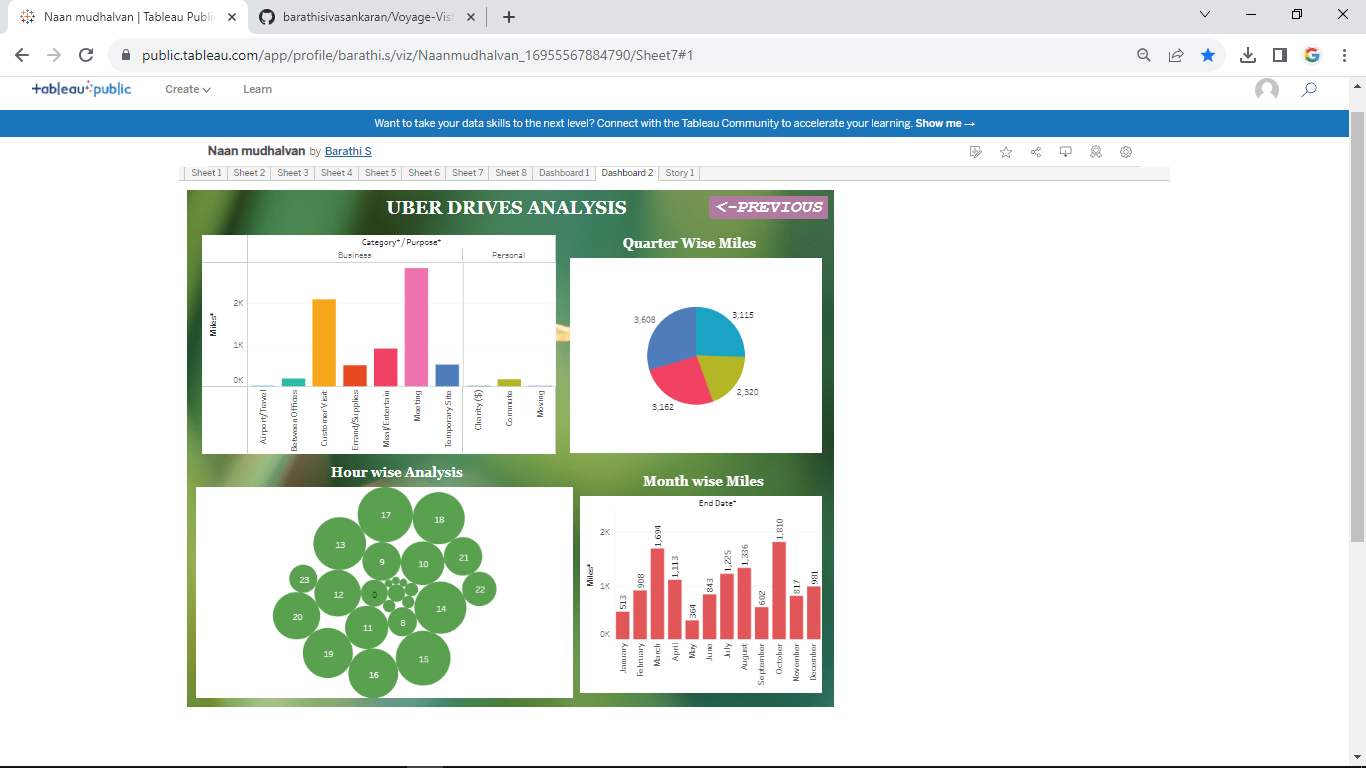 Naan mudhalvan | Tableau Publi
barathisivasankaran/Voyage-Vist
public.tableau.com/app/profile/barathi.s/viz/Naanmudhalvan_16955567884790/Sheet7#1
+ableau public
Create
Learn
Want to take your data skills to the next level? Connect with the Tableau Community to accelerate your learning. Show me →
Naan mudhalvan by Barathi S
Sheet 1 Sheet 2 Sheet 3 Sheet 4 Sheet 5 Sheet 6 Sheet 7 Sheet 8 Dashboard 1 Dashboard 2 Story 1
UBER DRIVES ANALYSIS
<-PREVIOUS
Category* / Purpose*
Business Personal
Miles*
2K
1K
0K
Airport/Travel
Between Offices
Customer Visit
Errand/Supplies
Meal/Entertain
Meeting
Temporary Site
Charity ($)
Commute
Moving
Quarter Wise Miles
3,608
3,115
2,320
3,162
Hour wise Analysis
17
18
13
9
10
21
23
12
0
22
14
20
11
8
19
15
16
Month wise Miles
End Date*
Miles*
2K
1K
0K
513
908
1,694
1,113
364
843
1,225
1,336
602
1,810
817
981
January
February
March
April
May
June
July
August
September
October
November
December